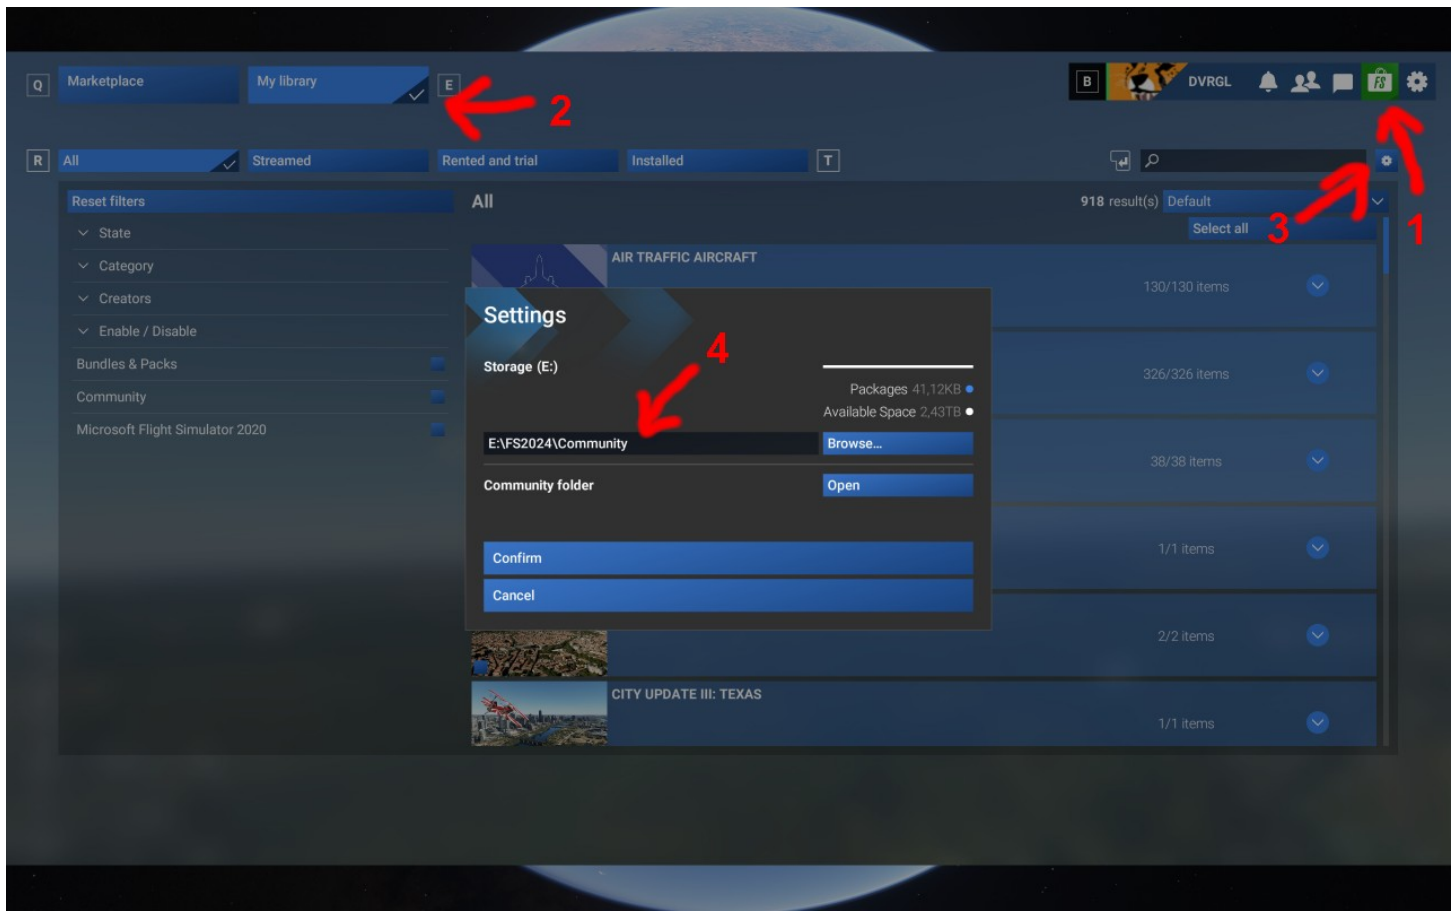 Q Marketplace My library E 2 B DVRGL FS
1
R All Streamed Rented and trial Installed T
Reset filters
State
Category
Creators
Enable / Disable
Bundles & Packs
Community
Microsoft Flight Simulator 2020
All
918 result(s) Default
Select all
3
AIR TRAFFIC AIRCRAFT
130/130 items
326/326 items
38/38 items
1/1 items
2/2 items
CITY UPDATE III: TEXAS
1/1 items
Settings
4
Storage (E:)
Packages 41,12KB
Available Space 2,43TB
E:\FS2024\Community Browse...
Community folder Open
Confirm
Cancel